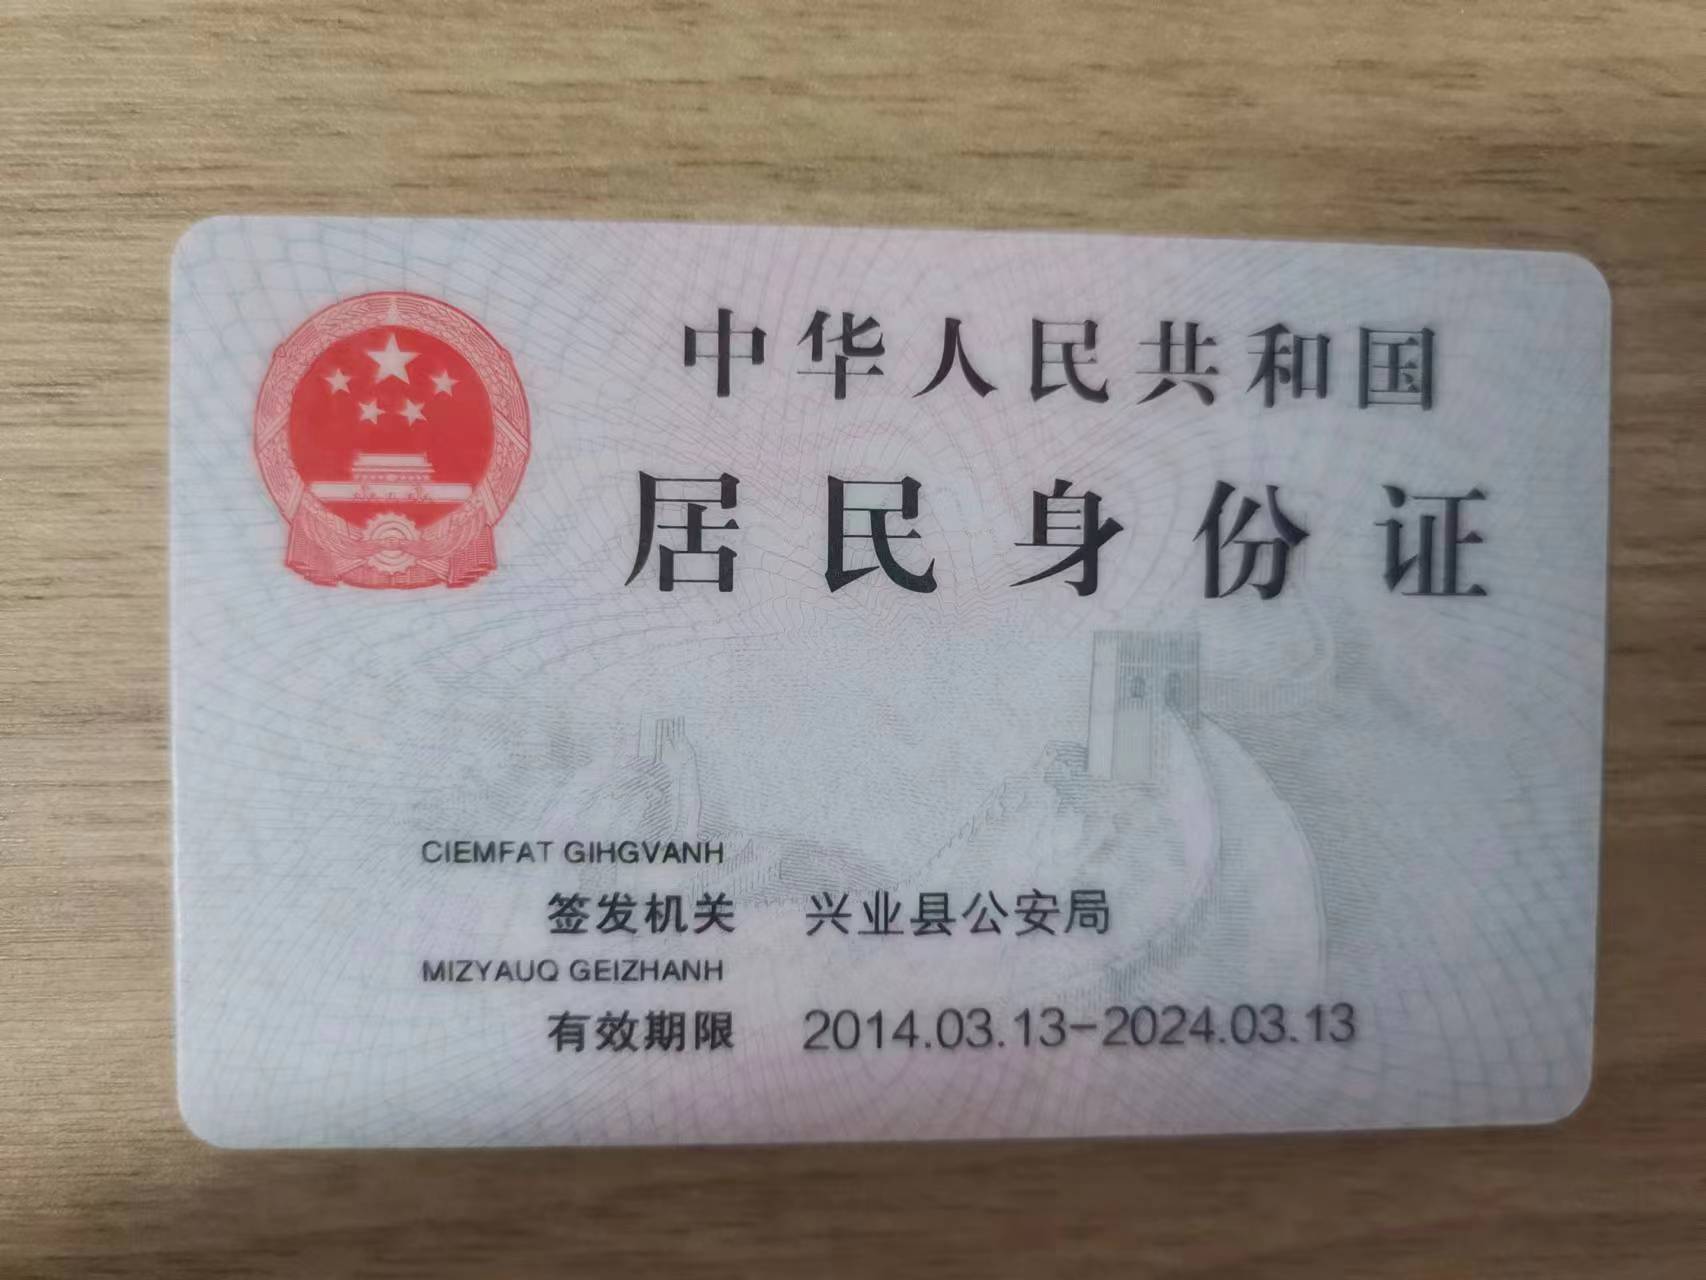 中华人民共和国
居民身份证
CIEMFAT GIHGVANH
签发机关 兴业县公安局
MIZYAUQ GEIZHANH
有效期限 2014.03.13-2024.03.13